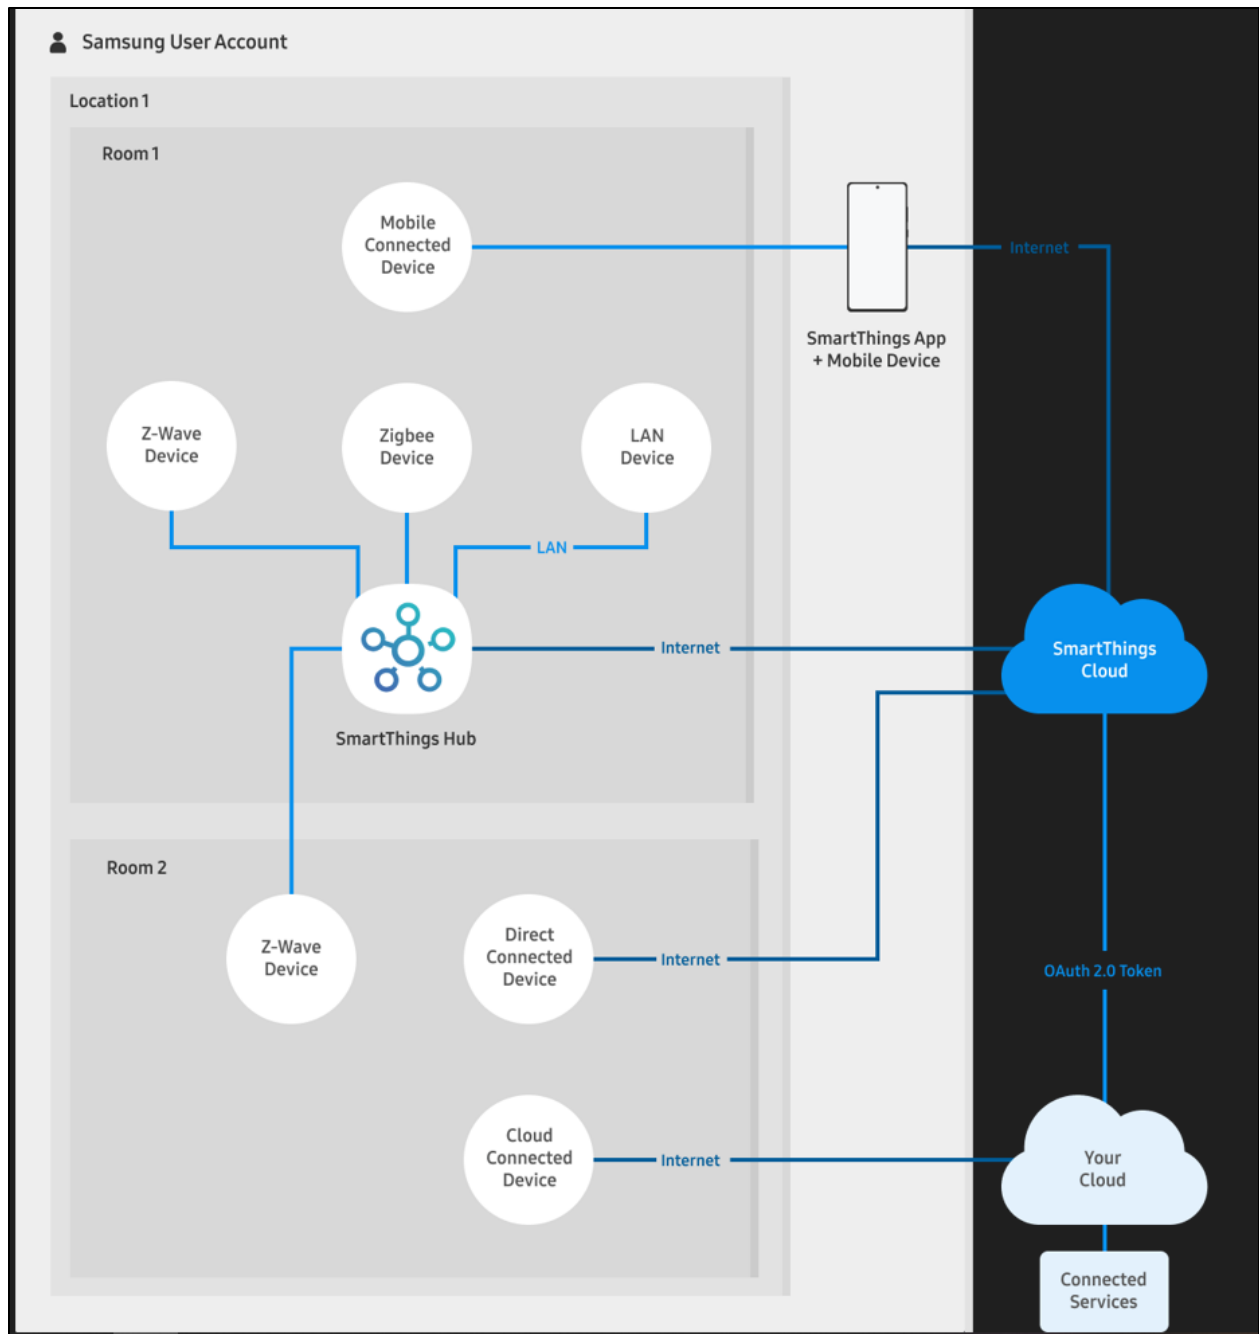 Samsung User Account
Location 1
Room 1
Mobile
Connected
Device
Internet
SmartThings App
+ Mobile Device
Z-Wave
Device
Zigbee
Device
LAN
Device
LAN
Internet
SmartThings
Cloud
SmartThings Hub
Room 2
Z-Wave
Device
Direct
Connected
Device
Internet
OAuth 2.0 Token
Cloud
Connected
Device
Internet
Your
Cloud
Connected
Services